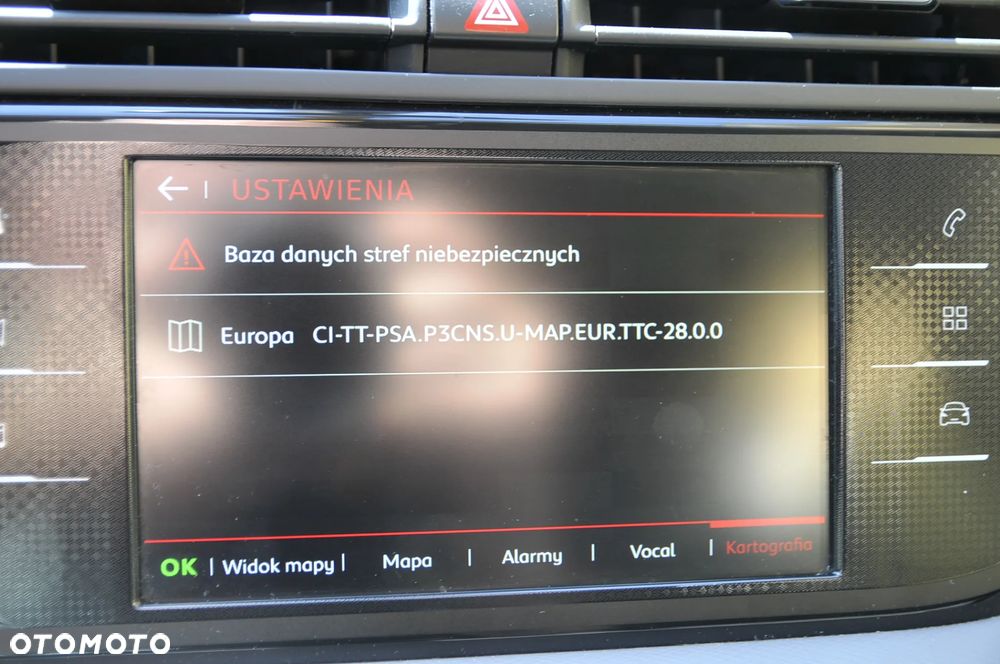 USTAWIENIA
Baza danych stref niebezpiecznych
Europa CI-TT-PSA.P3CNS.U-MAP.EUR.TTC-28.0.0
OK | Widok mapy | Mapa | Alarmy | Vocal | Kartografia
OTOMOTO